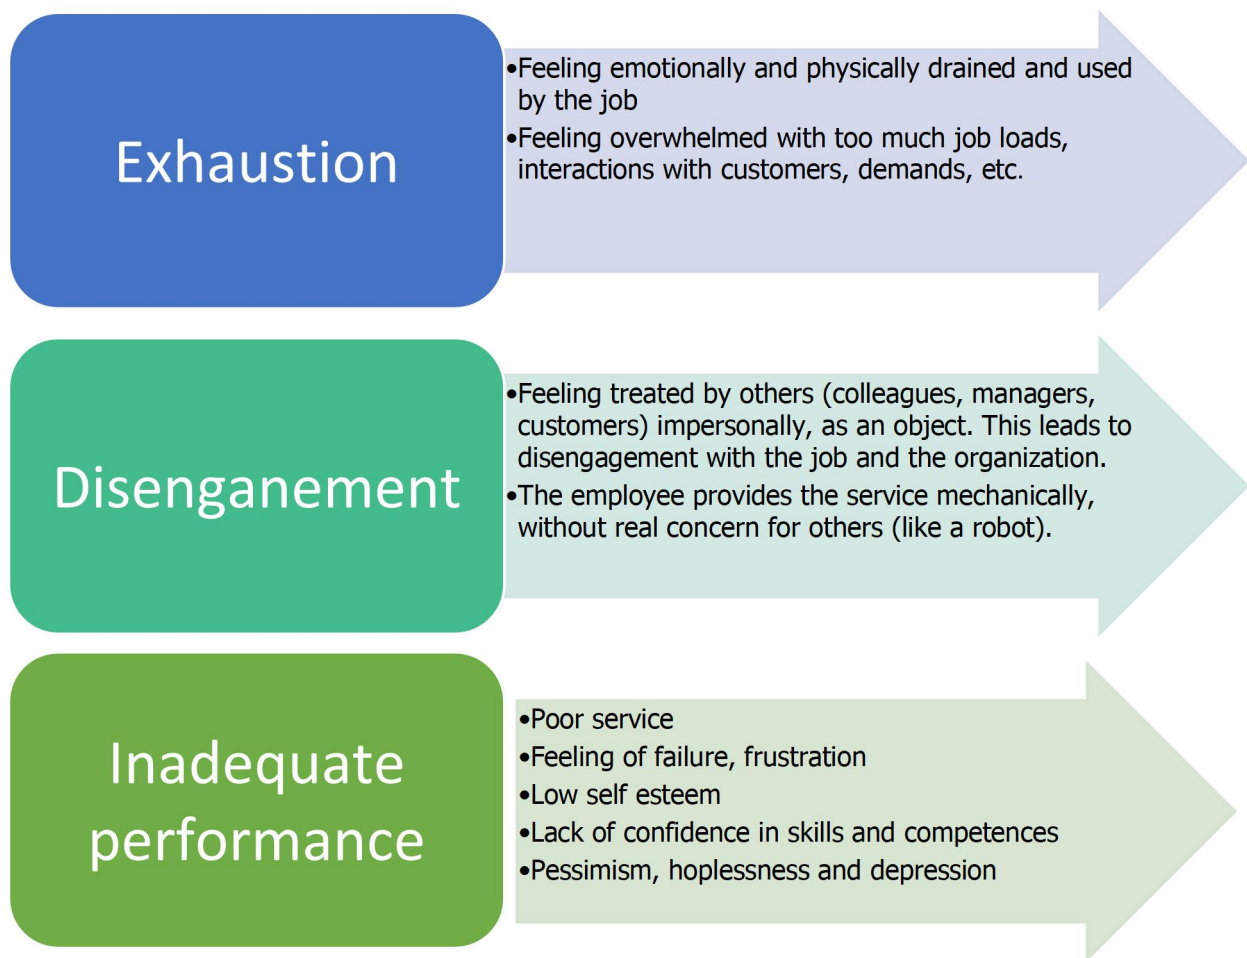 Exhaustion
•Feeling emotionally and physically drained and used
by the job
•Feeling overwhelmed with too much job loads,
interactions with customers, demands, etc.
Disenganement
•Feeling treated by others (colleagues, managers,
customers) impersonally, as an object. This leads to
disengagement with the job and the organization.
•The employee provides the service mechanically,
without real concern for others (like a robot).
Inadequate
performance
•Poor service
•Feeling of failure, frustration
•Low self esteem
•Lack of confidence in skills and competences
•Pessimism, hoplessness and depression